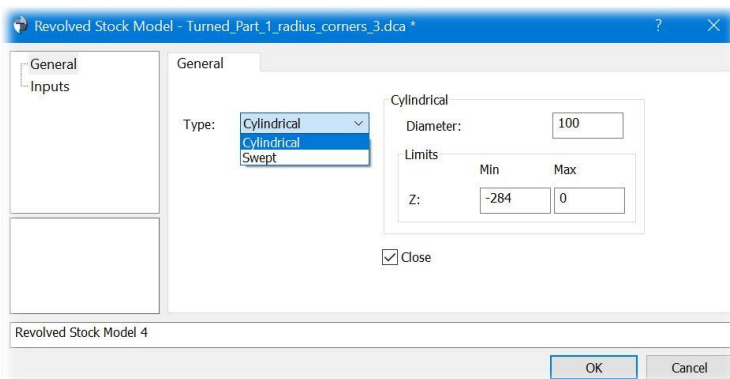 Revolved Stock Model - Turned_Part_1_radius_corners_3.dca *
?
General
Inputs
General
Type:
Cylindrical
Cylindrical
Swept
Cylindrical
Diameter:
100
Limits
Min
Max
Z:
-284
0
Close
Revolved Stock Model 4
OK
Cancel